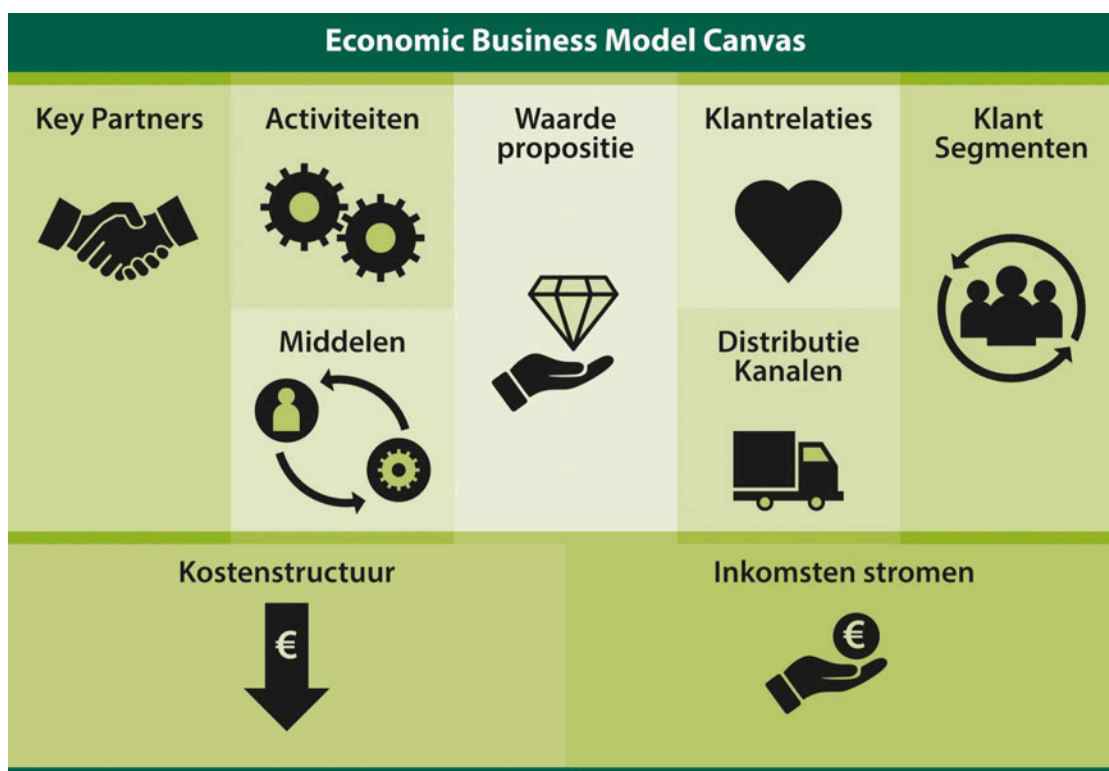 Economic Business Model Canvas
Key Partners
Activiteiten
Middelen
Waarde
propositie
Klantrelaties
Distributie
Kanalen
Klant
Segmenten
Kostenstructuur
€
Inkomsten stromen
€